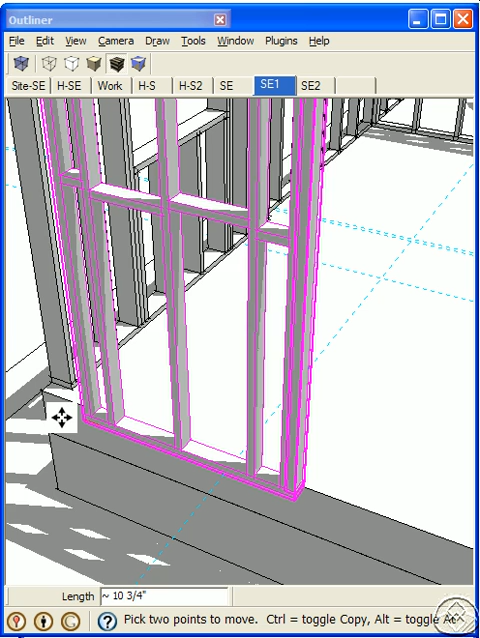 Outliner
File Edit View Camera Draw Tools Window Plugins Help
Site-SE H-SE Work H-S H-S2 SE SE1 SE2
Length ~ 10 3/4"
Pick two points to move. Ctrl = toggle Copy, Alt = toggle